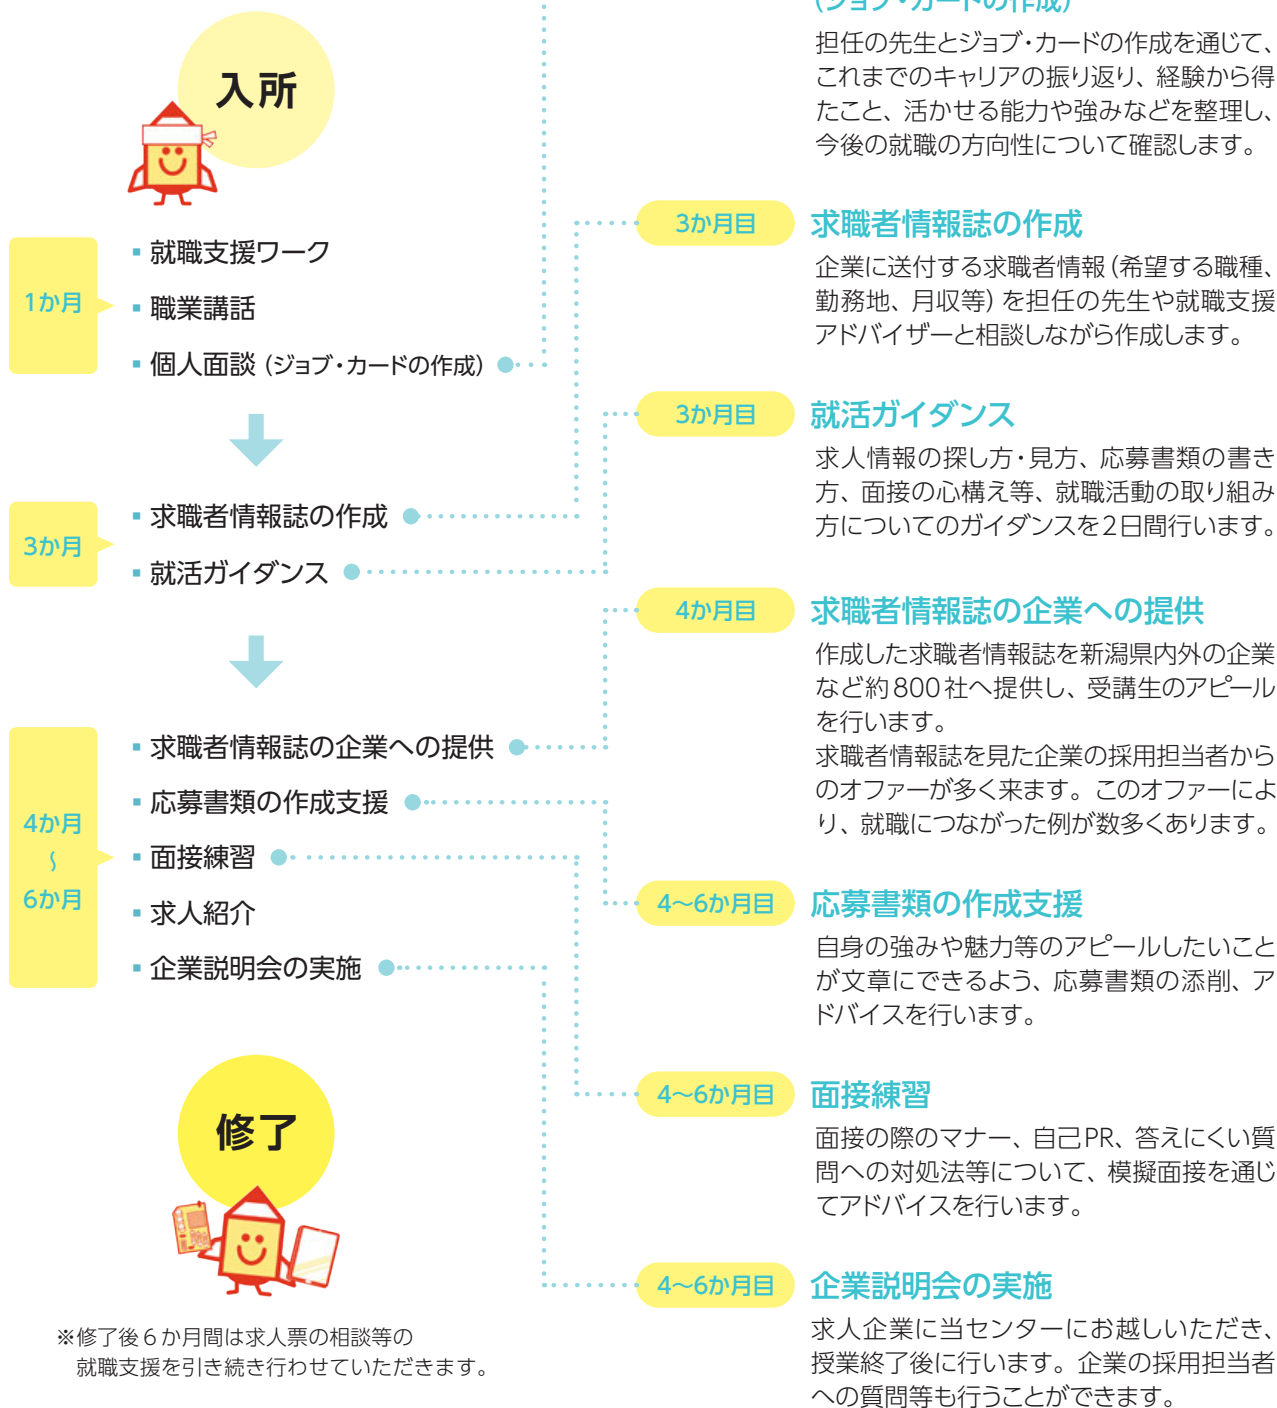 入所
1か月
就職支援ワーク
職業講話
個人面談（ジョブ・カードの作成）
3か月
求職者情報誌の作成
就活ガイダンス
4か月
〜
6か月
求職者情報誌の企業への提供
応募書類の作成支援
面接練習
求人紹介
企業説明会の実施
修了
※修了後６か月間は求人票の相談等の
就職支援を引き続き行わせていただきます。
（ジョブ・カードの作成）
担任の先生とジョブ・カードの作成を通じて、
これまでのキャリアの振り返り、経験から得
たこと、活かせる能力や強みなどを整理し、
今後の就職の方向性について確認します。
3か月目 求職者情報誌の作成
企業に送付する求職者情報（希望する職種、
勤務地、月収等）を担任の先生や就職支援
アドバイザーと相談しながら作成します。
3か月目 就活ガイダンス
求人情報の探し方・見方、応募書類の書き
方、面接の心構え等、就職活動の取り組み
方についてのガイダンスを2日間行います。
4か月目 求職者情報誌の企業への提供
作成した求職者情報誌を新潟県内外の企業
など約800社へ提供し、受講生のアピール
を行います。
求職者情報誌を見た企業の採用担当者から
のオファーが多く来ます。このオファーによ
り、就職につながった例が数多くあります。
4〜6か月目 応募書類の作成支援
自身の強みや魅力等のアピールしたいこと
が文章にできるよう、応募書類の添削、ア
ドバイスを行います。
4〜6か月目 面接練習
面接の際のマナー、自己PR、答えにくい質
問への対処法等について、模擬面接を通じ
てアドバイスを行います。
4〜6か月目 企業説明会の実施
求人企業に当センターにお越しいただき、
授業終了後に行います。企業の採用担当者
への質問等も行うことができます。